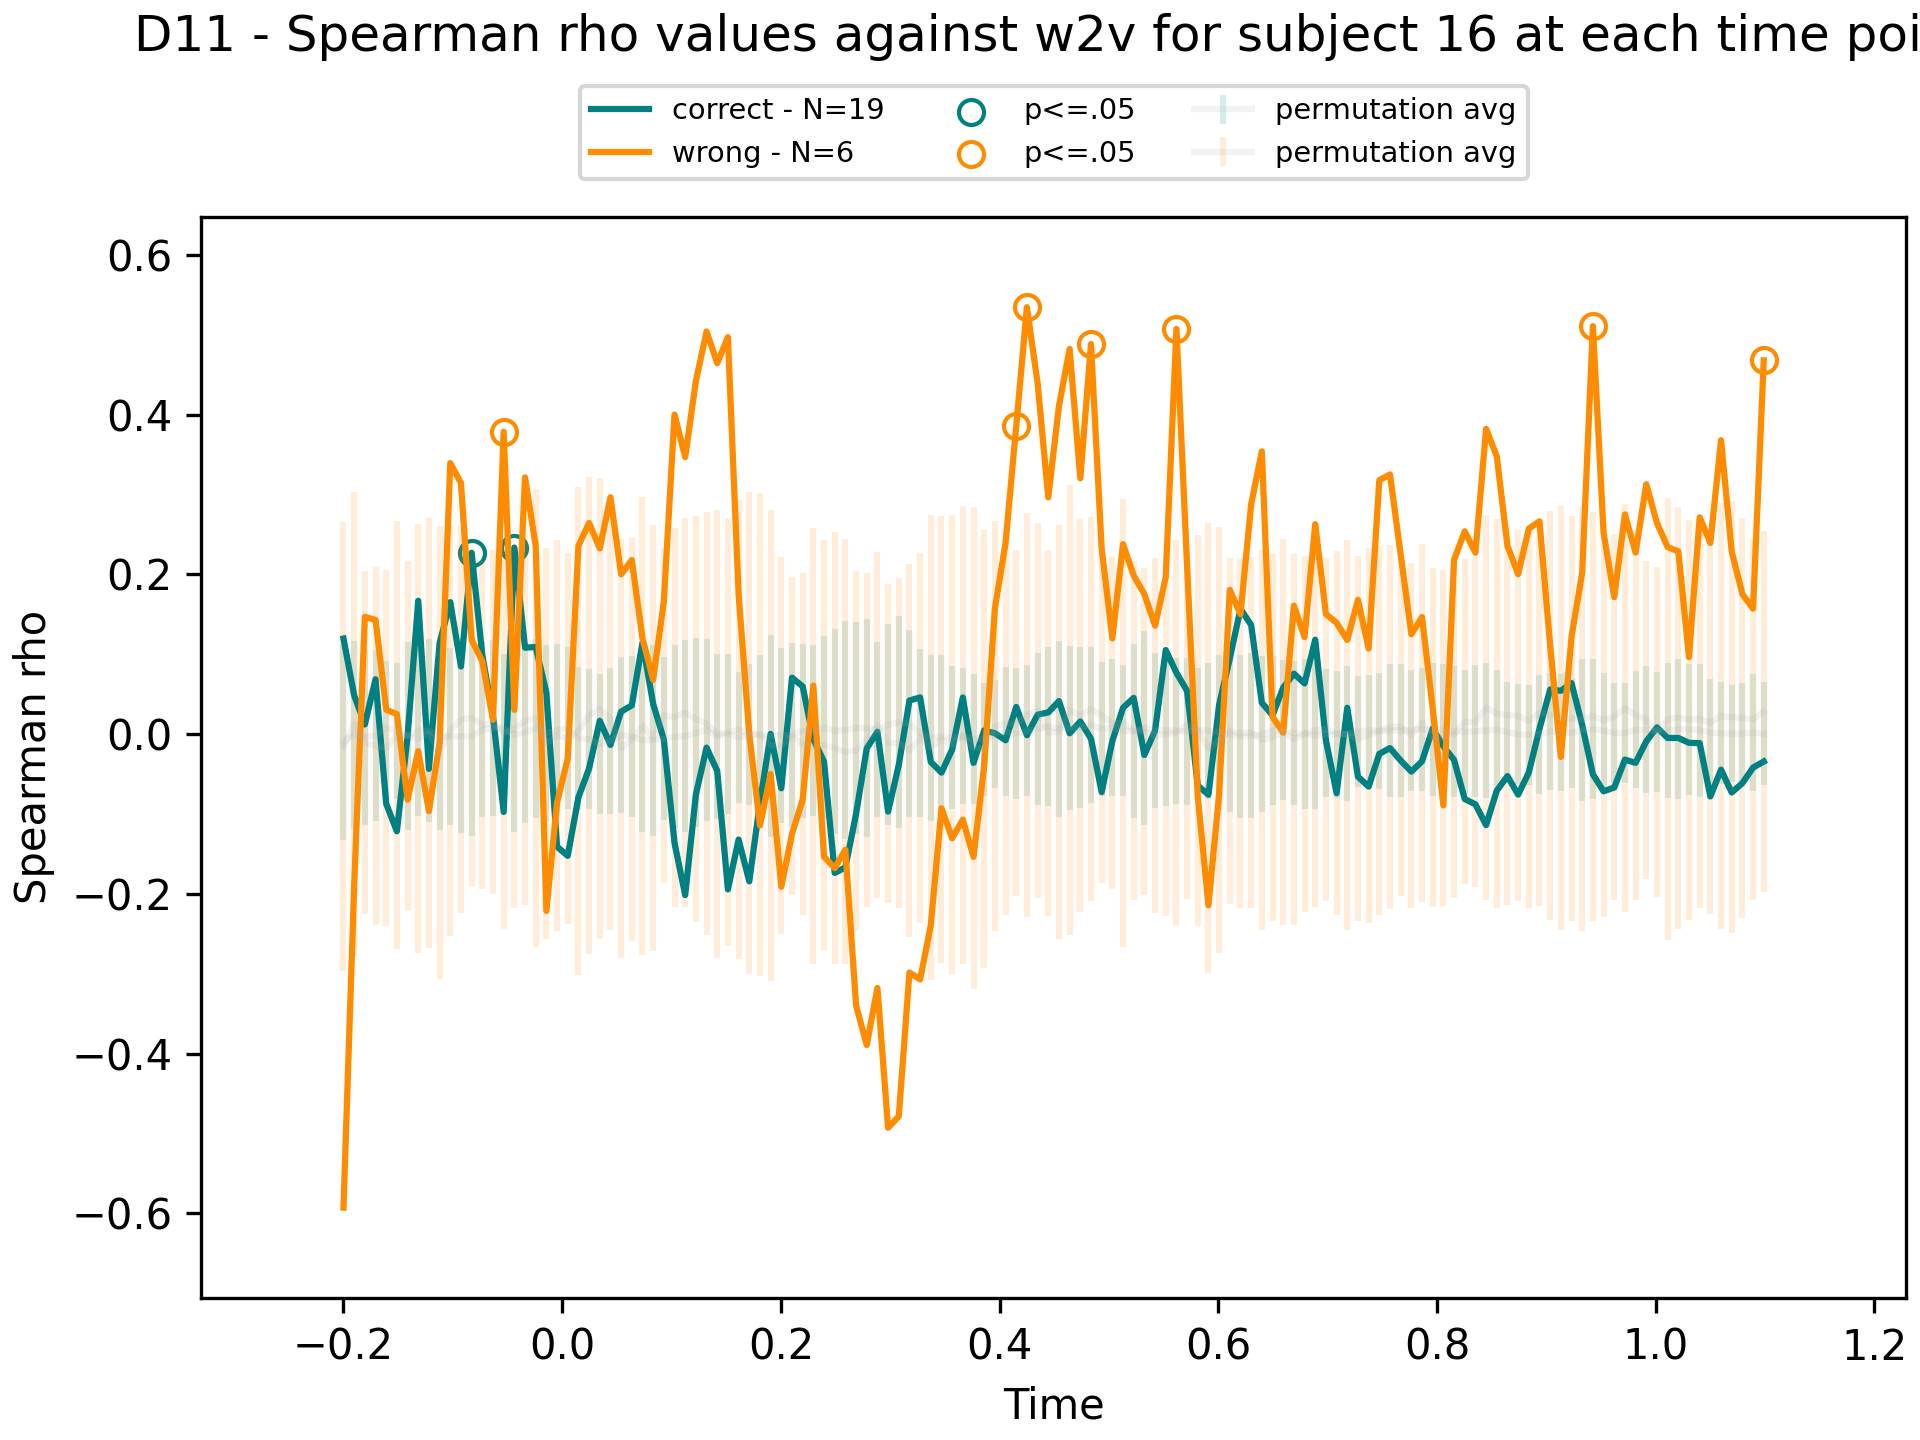 D11 - Spearman rho values against w2v for subject 16 at each time poi
correct - N=19 p<=.05 permutation avg
wrong - N=6 p<=.05 permutation avg
0.6
0.4
0.2
0.0
−0.2
−0.4
−0.6
Spearman rho
−0.2 0.0 0.2 0.4 0.6 0.8 1.0 1.2
Time